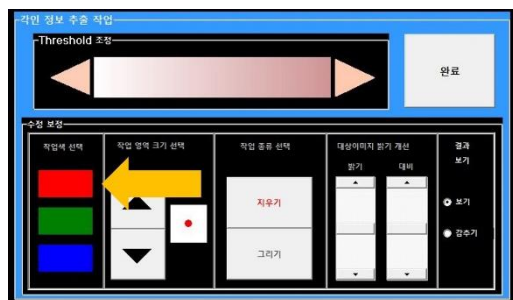 각인 정보 추출 작업
Threshold 조정
완료
수정 보정
작업색 선택
작업 영역 크기 선택
작업 종류 선택
대상이미지 밝기 개선
결과
보기
밝기 대비
지우기
보기
감추기
그리기